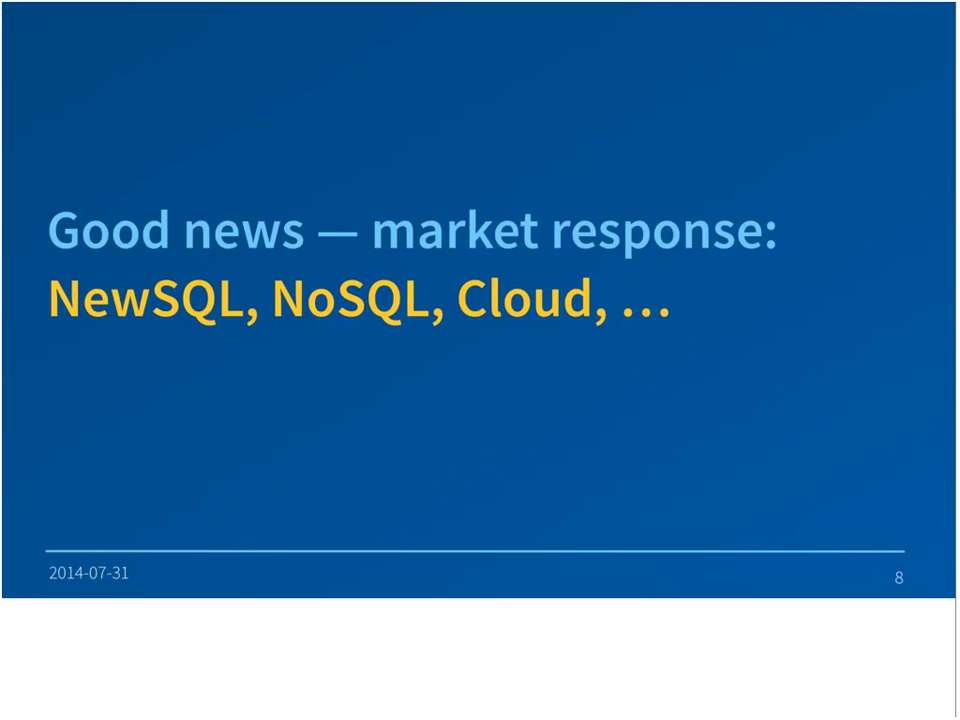 Good news — market response:
NewSQL, NoSQL, Cloud, …
2014-07-31
8